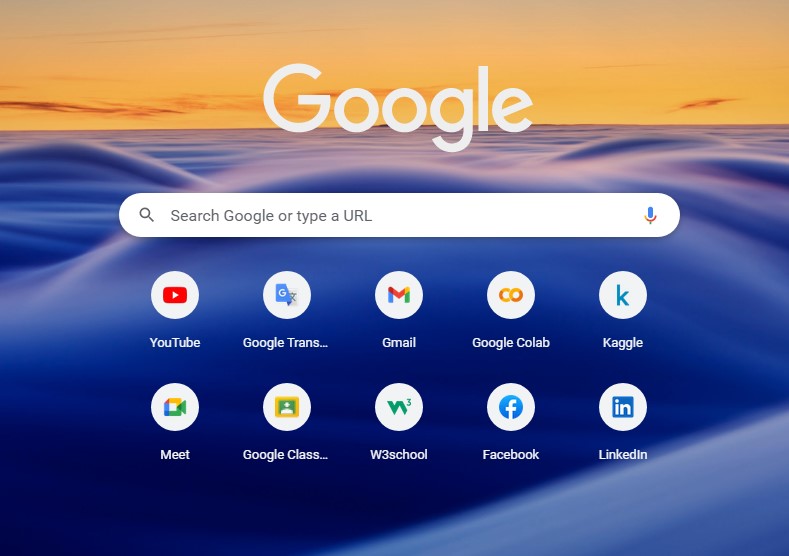 Google
Search Google or type a URL
YouTube
Google Trans...
Gmail
Google Colab
Kaggle
Meet
Google Class...
W3school
Facebook
LinkedIn